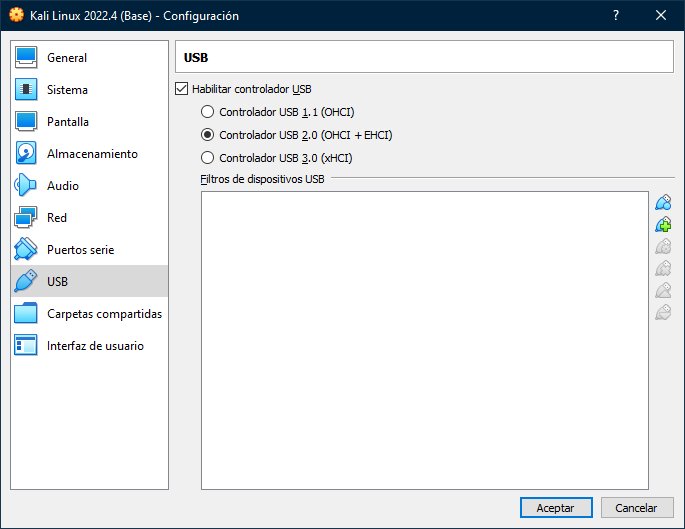 Kali Linux 2022.4 (Base) - Configuración
?
General
Sistema
Pantalla
Almacenamiento
Audio
Red
Puertos serie
USB
Carpetas compartidas
Interfaz de usuario
USB
Habilitar controlador USB
Controlador USB 1.1 (OHCI)
Controlador USB 2.0 (OHCI + EHCI)
Controlador USB 3.0 (xHCI)
Filtros de dispositivos USB
Aceptar
Cancelar